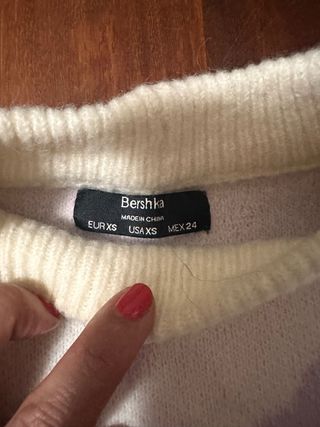 Bershka
MADE IN CHINA
EUR XS USA XS MEX 24